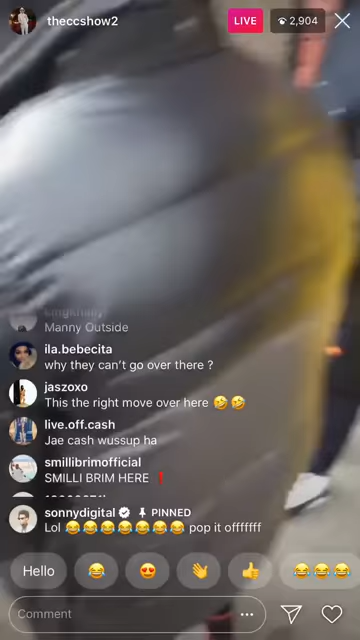 theccshow2
LIVE
2,904
Manny Outside
ila.bebecita
why they can't go over there ?
jaszoxo
This the right move over here 🤣🤣
live.off.cash
Jae cash wussup ha
smillibrimofficial
SMILLI BRIM HERE ❗
sonnydigital PINNED
Lol 😂😂😂😂😂😂😂 pop it offfffff
Hello 😂 😍 👋 👍 😂😂😂
Comment